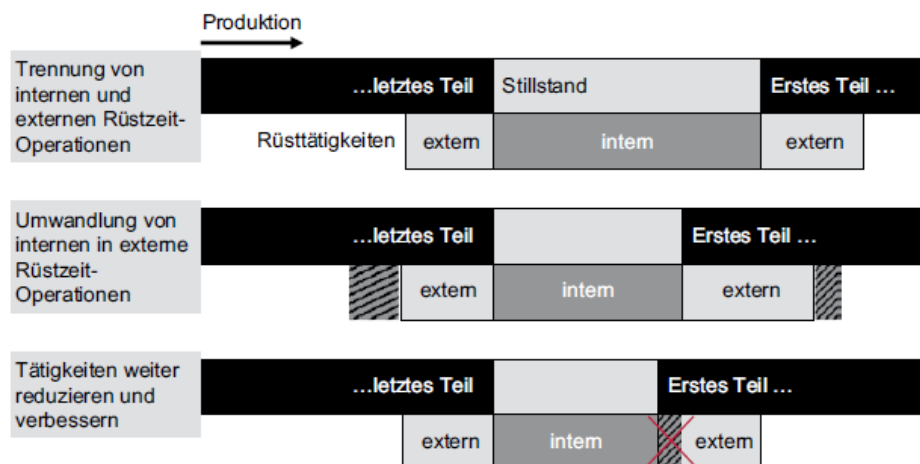 Produktion
Trennung von
internen und
externen Rüstzeit-
Operationen
...letztes Teil
Stillstand
Erstes Teil ...
Rüsttätigkeiten
extern
intern
extern
Umwandlung von
internen in externe
Rüstzeit-
Operationen
...letztes Teil
Erstes Teil ...
extern
intern
extern
Tätigkeiten weiter
reduzieren und
verbessern
...letztes Teil
Erstes Teil ...
extern
intern
extern